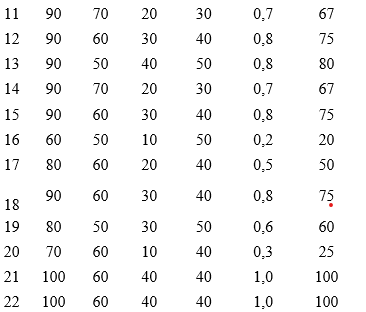 11 90 70 20 30 0,7 67
12 90 60 30 40 0,8 75
13 90 50 40 50 0,8 80
14 90 70 20 30 0,7 67
15 90 60 30 40 0,8 75
16 60 50 10 50 0,2 20
17 80 60 20 40 0,5 50
18 90 60 30 40 0,8 75
19 80 50 30 50 0,6 60
20 70 60 10 40 0,3 25
21 100 60 40 40 1,0 100
22 100 60 40 40 1,0 100